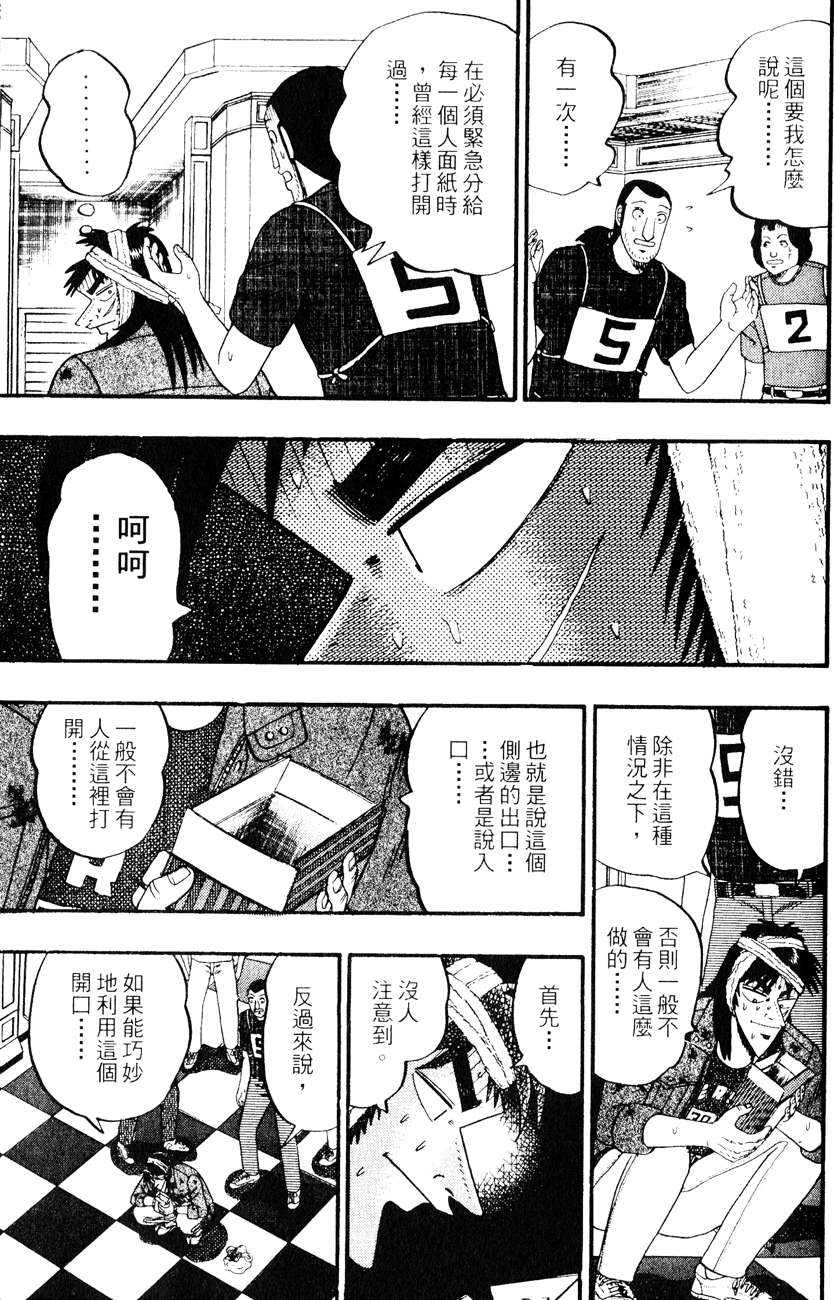 這個要我怎麼
說呢………
有一次……
5
2
在必須緊急分給
每一個人面紙時
，曾經這樣打開
過……
5
………
呵呵
………
沒錯…
除非在這種
情況之下，
5
否則一般不
會有人這麼
做的……
也就是說這個
側邊的出口…
…或者是說入
口……
一般不會有
人從這裡打
開………
首先…
沒人
注意到。
反過來說，
如果能巧妙
地利用這個
開口……